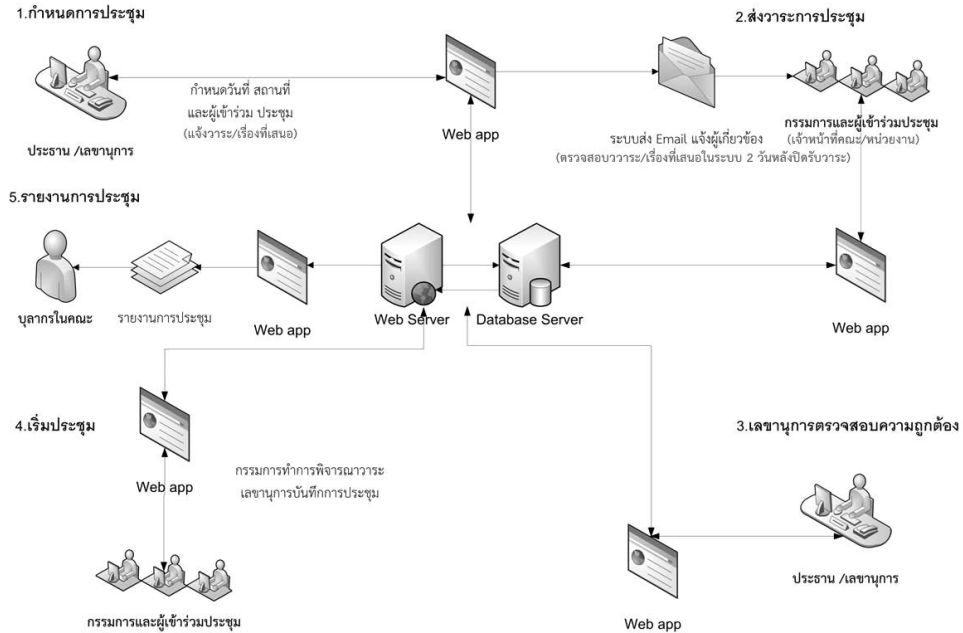 1.กำหนดการประชุม
2.ส่งวาระการประชุม
กำหนดวันที่ สถานที่
และผู้เข้าร่วม ประชุม
(แจ้งวาระ/เรื่องที่เสนอ)
ประธาน /เลขานุการ
Web app
ระบบส่ง Email แจ้งผู้เกี่ยวข้อง
(ตรวจสอบววาระ/เรื่องที่เสนอในระบบ 2 วันหลังปิดรับวาระ)
กรรมการและผู้เข้าร่วมประชุม
(เจ้าหน้าที่คณะ/หน่วยงาน)
5.รายงานการประชุม
บุลากรในคณะ
รายงานการประชุม
Web app
Web Server
Database Server
Web app
4.เริ่มประชุม
3.เลขานุการตรวจสอบความถูกต้อง
Web app
กรรมการทำการพิจารณาวาระ
เลขานุการบันทึกการประชุม
ประธาน /เลขานุการ
กรรมการและผู้เข้าร่วมประชุม
Web app